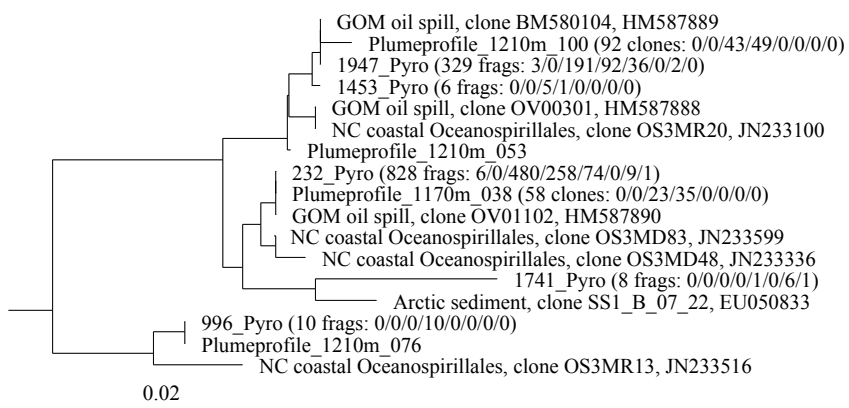 GOM oil spill, clone BM580104, HM587889
Plumeprofile_1210m_100 (92 clones: 0/0/43/49/0/0/0/0)
1947_Pyro (329 frags: 3/0/191/92/36/0/2/0)
1453_Pyro (6 frags: 0/0/5/1/0/0/0/0)
GOM oil spill, clone OV00301, HM587888
NC coastal Oceanospirillales, clone OS3MR20, JN233100
Plumeprofile_1210m_053
232_Pyro (828 frags: 6/0/480/258/74/0/9/1)
Plumeprofile_1170m_038 (58 clones: 0/0/23/35/0/0/0/0)
GOM oil spill, clone OV01102, HM587890
NC coastal Oceanospirillales, clone OS3MD83, JN233599
NC coastal Oceanospirillales, clone OS3MD48, JN233336
1741_Pyro (8 frags: 0/0/0/0/1/0/6/1)
Arctic sediment, clone SS1_B_07_22, EU050833
996_Pyro (10 frags: 0/0/0/10/0/0/0/0)
Plumeprofile_1210m_076
NC coastal Oceanospirillales, clone OS3MR13, JN233516
0.02